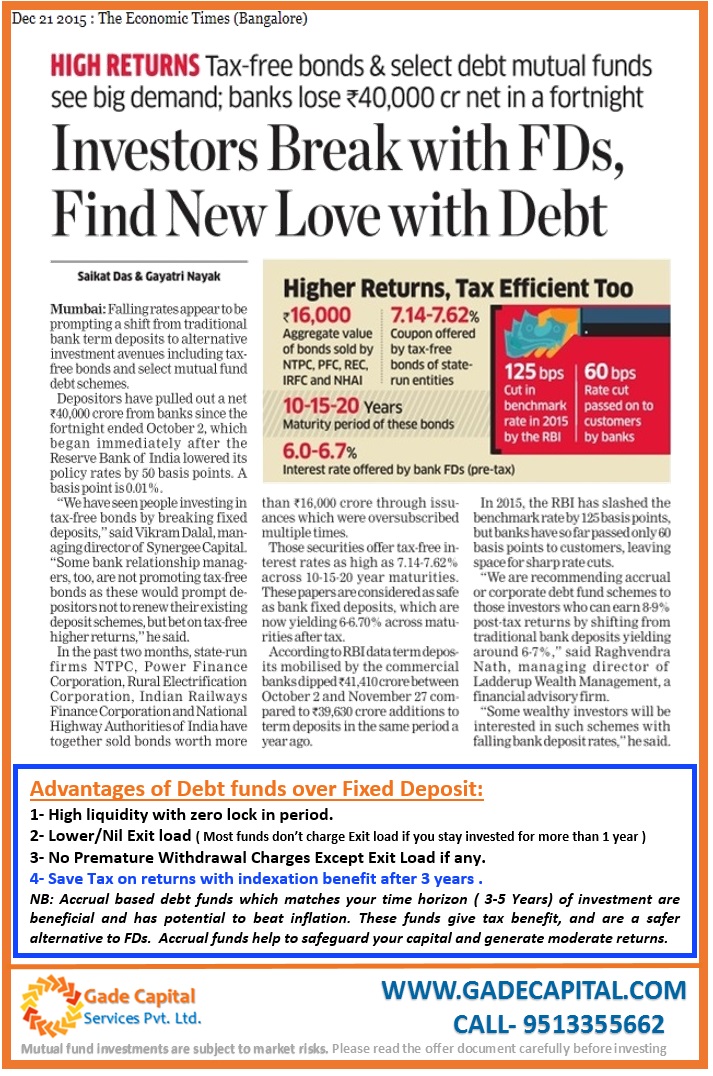 Dec 21 2015 : The Economic Times (Bangalore)
HIGH RETURNS Tax-free bonds & select debt mutual funds
see big demand; banks lose ₹40,000 cr net in a fortnight
Investors Break with FDs,
Find New Love with Debt
Saikat Das & Gayatri Nayak
Mumbai: Falling rates appear to be
prompting a shift from traditional
bank term deposits to alternative
investment avenues including tax-
free bonds and select mutual fund
debt schemes.
Depositors have pulled out a net
₹40,000 crore from banks since the
fortnight ended October 2, which
began immediately after the
Reserve Bank of India lowered its
policy rates by 50 basis points. A
basis point is 0.01%.
“We have seen people investing in
tax-free bonds by breaking fixed
deposits,” said Vikram Dalal, man-
aging director of Synergee Capital.
“Some bank relationship manag-
ers, too, are not promoting tax-free
bonds as these would prompt de-
positors not to renew their existing
deposit schemes, but bet on tax-free
higher returns,” he said.
In the past two months, state-run
firms NTPC, Power Finance
Corporation, Rural Electrification
Corporation, Indian Railways
Finance Corporation and National
Highway Authorities of India have
together sold bonds worth more
Higher Returns, Tax Efficient Too
₹16,000
Aggregate value
of bonds sold by
NTPC, PFC, REC,
IRFC and NHAI
7.14-7.62%
Coupon offered
by tax-free
bonds of state-
run entities
10-15-20 Years
Maturity period of these bonds
6.0-6.7%
Interest rate offered by bank FDs (pre-tax)
125 bps
Cut in
benchmark
rate in 2015
by the RBI
60 bps
Rate cut
passed on to
customers
by banks
than ₹16,000 crore through issu-
ances which were oversubscribed
multiple times.
Those securities offer tax-free in-
terest rates as high as 7.14-7.62%
across 10-15-20 year maturities.
These papers are considered as safe
as bank fixed deposits, which are
now yielding 6-6.70% across matu-
rities after tax.
According to RBI data term depos-
its mobilised by the commercial
banks dipped ₹41,410 crore between
October 2 and November 27 com-
pared to ₹39,630 crore additions to
term deposits in the same period a
year ago.
In 2015, the RBI has slashed the
benchmark rate by 125 basis points,
but banks have so far passed only 60
basis points to customers, leaving
space for sharp rate cuts.
“We are recommending accrual
or corporate debt fund schemes to
those investors who can earn 8-9%
post-tax returns by shifting from
traditional bank deposits yielding
around 6-7%,” said Raghvendra
Nath, managing director of
Ladderup Wealth Management, a
financial advisory firm.
“Some wealthy investors will be
interested in such schemes with
falling bank deposit rates,” he said.
Advantages of Debt funds over Fixed Deposit:
1- High liquidity with zero lock in period.
2- Lower/Nil Exit load ( Most funds don’t charge Exit load if you stay invested for more than 1 year )
3- No Premature Withdrawal Charges Except Exit Load if any.
4- Save Tax on returns with indexation benefit after 3 years .
NB: Accrual based debt funds which matches your time horizon ( 3-5 Years) of investment are
beneficial and has potential to beat inflation. These funds give tax benefit, and are a safer
alternative to FDs. Accrual funds help to safeguard your capital and generate moderate returns.
Gade Capital
Services Pvt. Ltd.
WWW.GADECAPITAL.COM
CALL- 9513355662
Mutual fund investments are subject to market risks. Please read the offer document carefully before investing